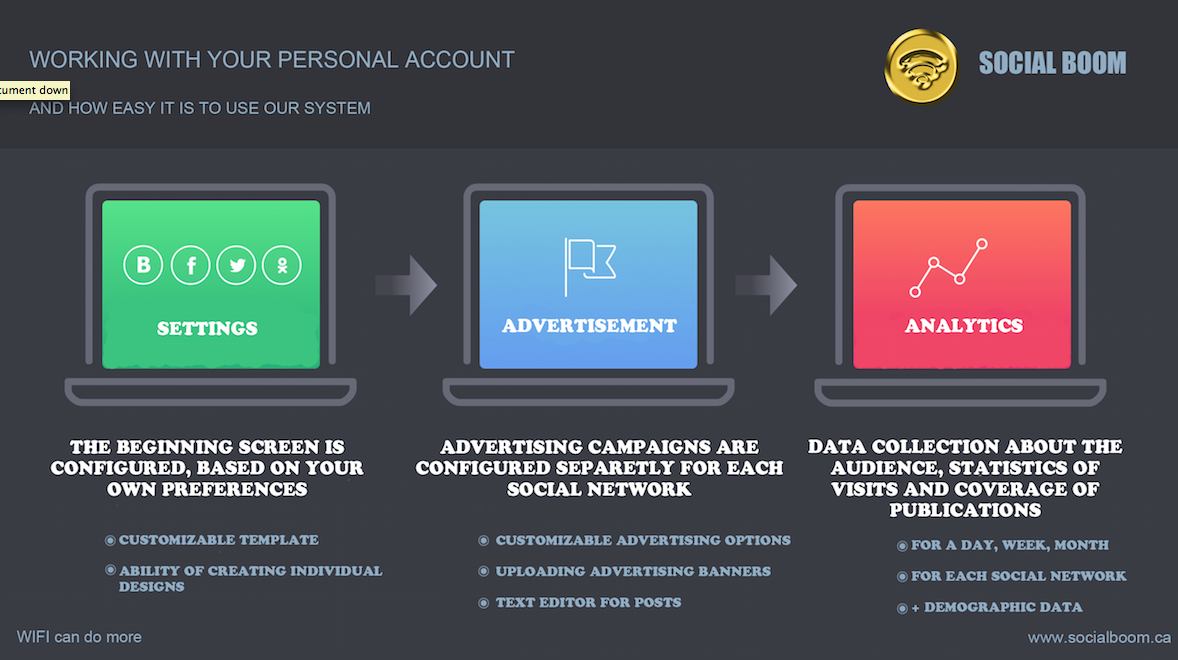 WORKING WITH YOUR PERSONAL ACCOUNT
SOCIAL BOOM
cument down
AND HOW EASY IT IS TO USE OUR SYSTEM
B f
SETTINGS
ADVERTISEMENT
ANALYTICS
THE BEGINNING SCREEN IS
CONFIGURED, BASED ON YOUR
OWN PREFERENCES
CUSTOMIZABLE TEMPLATE
ABILITY OF CREATING INDIVIDUAL
DESIGNS
ADVERTISING CAMPAIGNS ARE
CONFIGURED SEPARETLY FOR EACH
SOCIAL NETWORK
CUSTOMIZABLE ADVERTISING OPTIONS
UPLOADING ADVERTISING BANNERS
TEXT EDITOR FOR POSTS
DATA COLLECTION ABOUT THE
AUDIENCE, STATISTICS OF
VISITS AND COVERAGE OF
PUBLICATIONS
FOR A DAY, WEEK, MONTH
FOR EACH SOCIAL NETWORK
+ DEMOGRAPHIC DATA
WIFI can do more
www.socialboom.ca